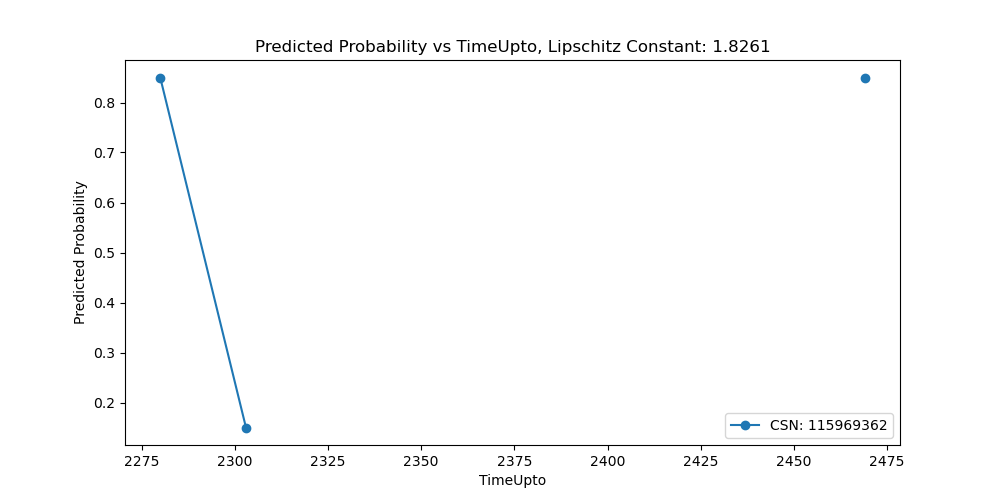 Predicted Probability vs TimeUpto, Lipschitz Constant: 1.8261
Predicted Probability
0.8
0.7
0.6
0.5
0.4
0.3
0.2
CSN: 115969362
2275 2300 2325 2350 2375 2400 2425 2450 2475
TimeUpto